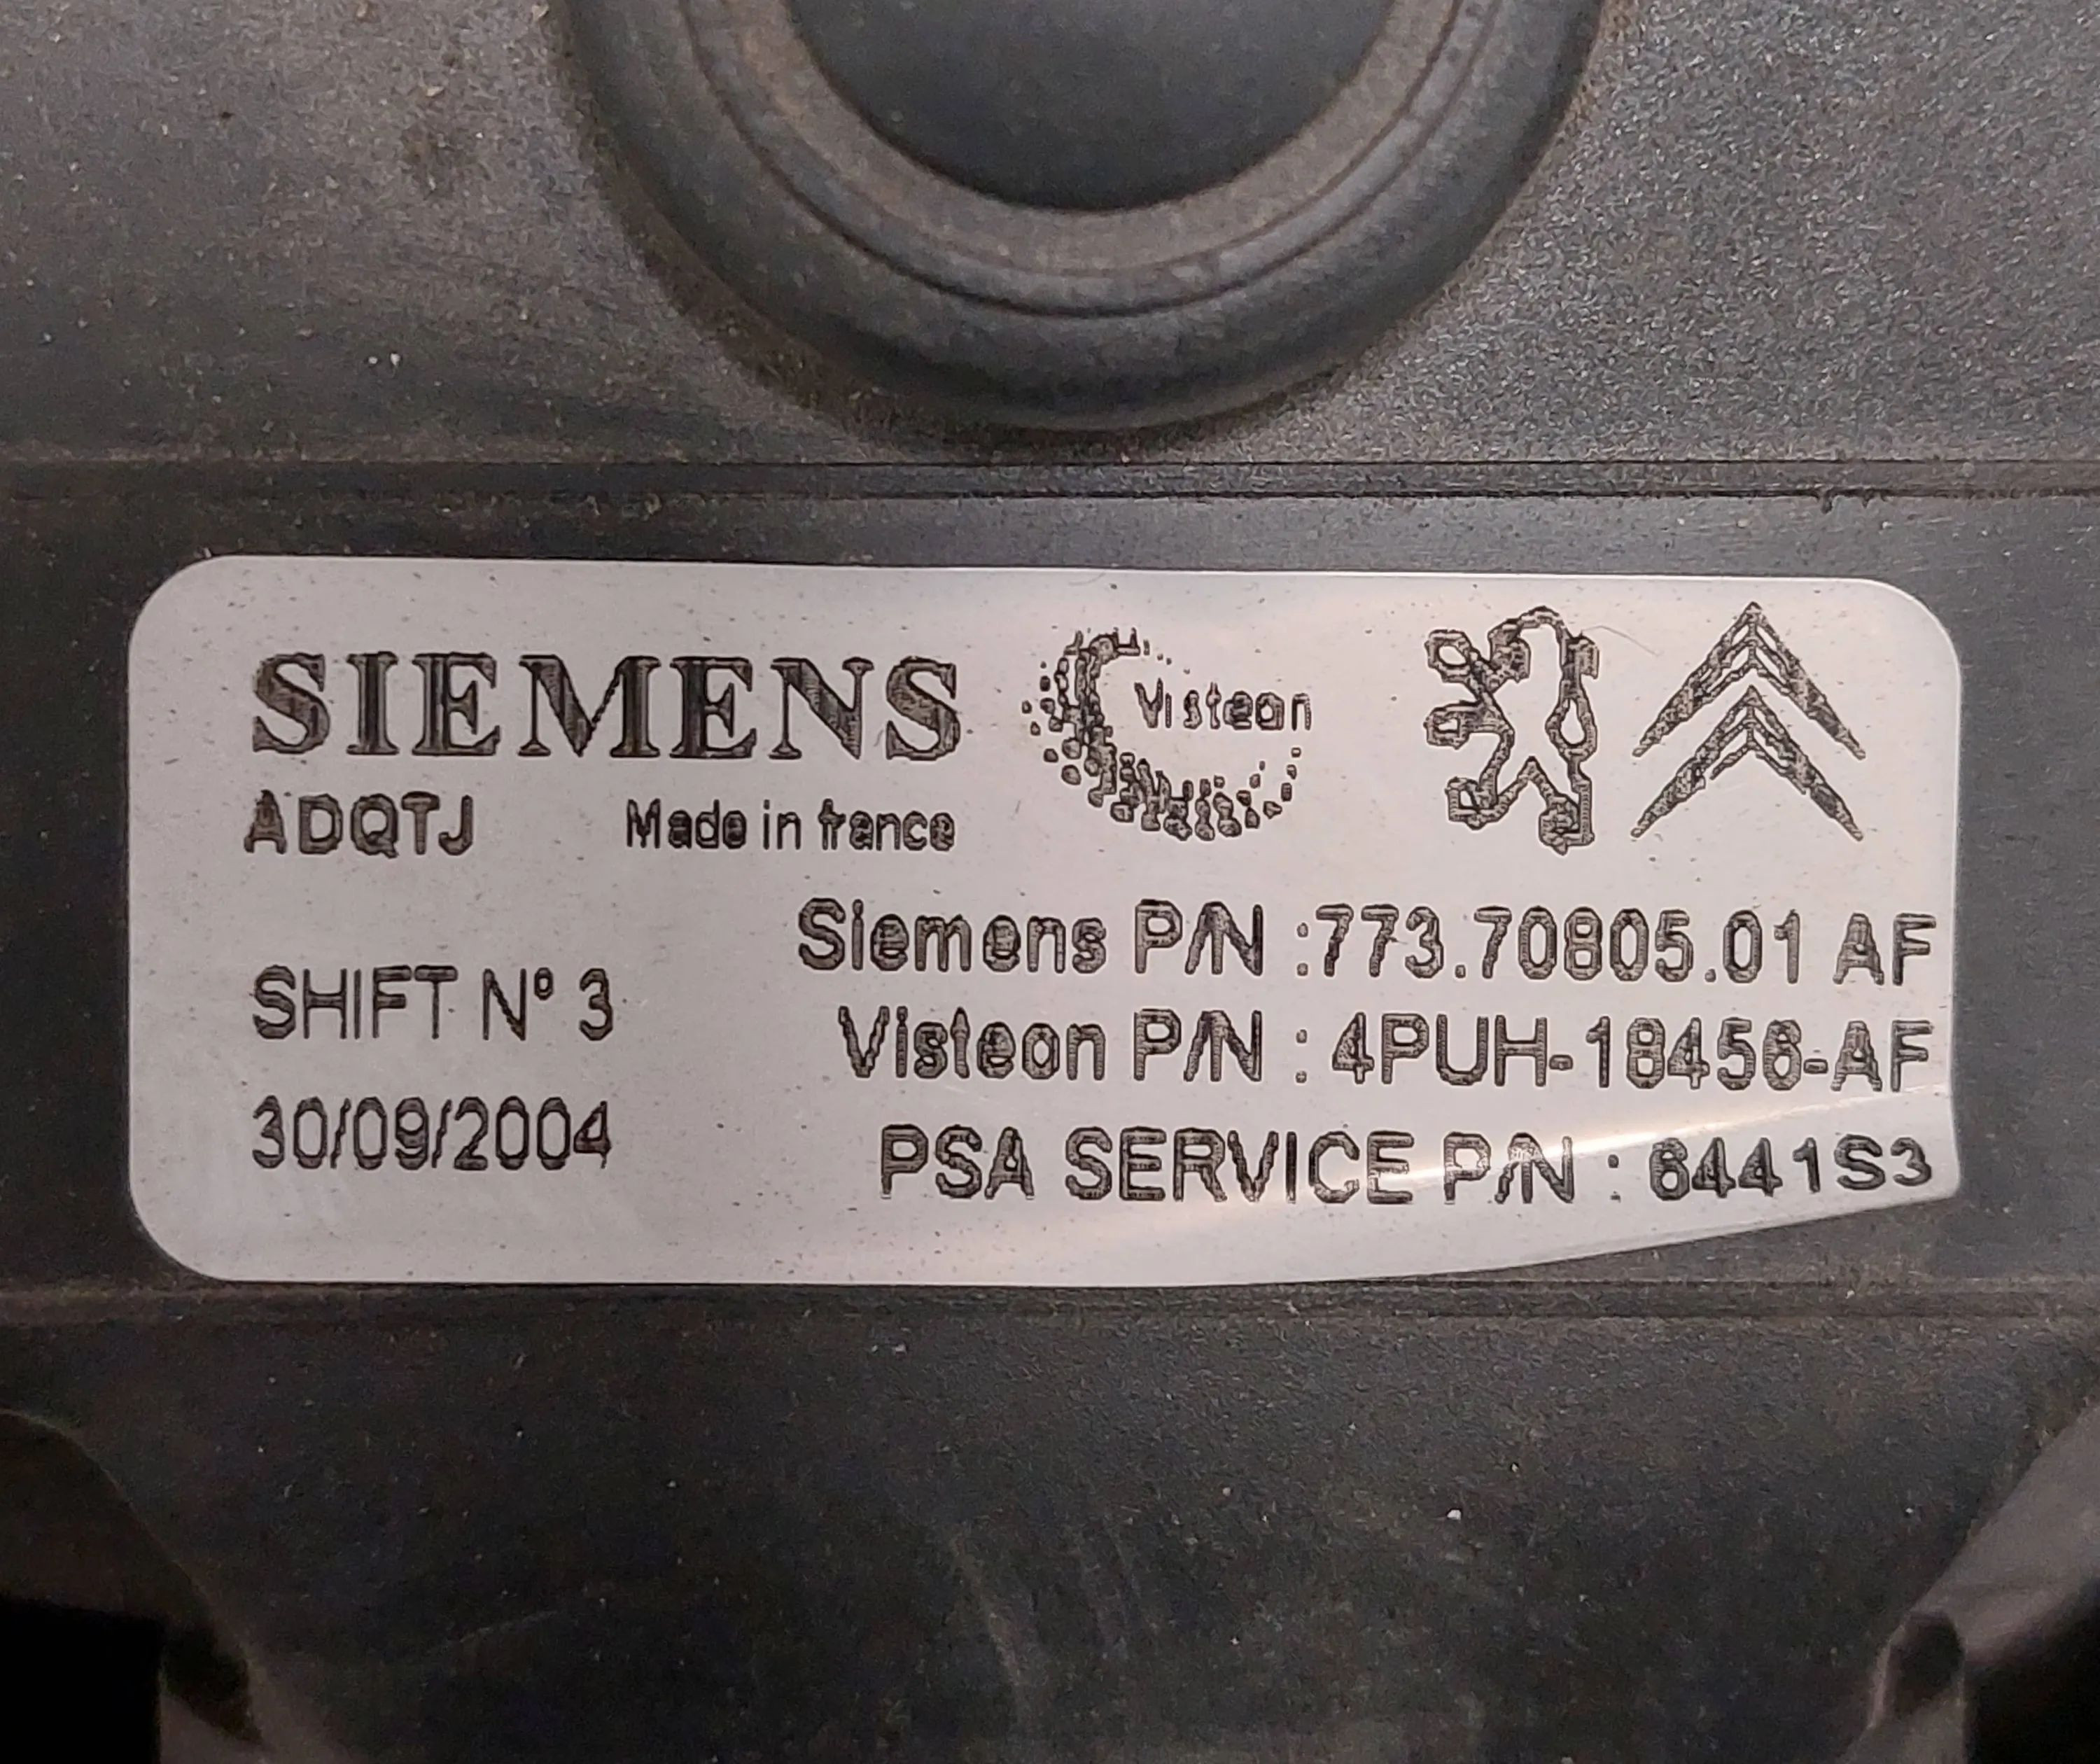 SIEMENS
Visteon
ADQTJ
Made in france
Siemens P/N :773.70805.01 AF
SHIFT N° 3
Visteon P/N : 4PUH-18456-AF
30/09/2004
PSA SERVICE P/N : 6441S3